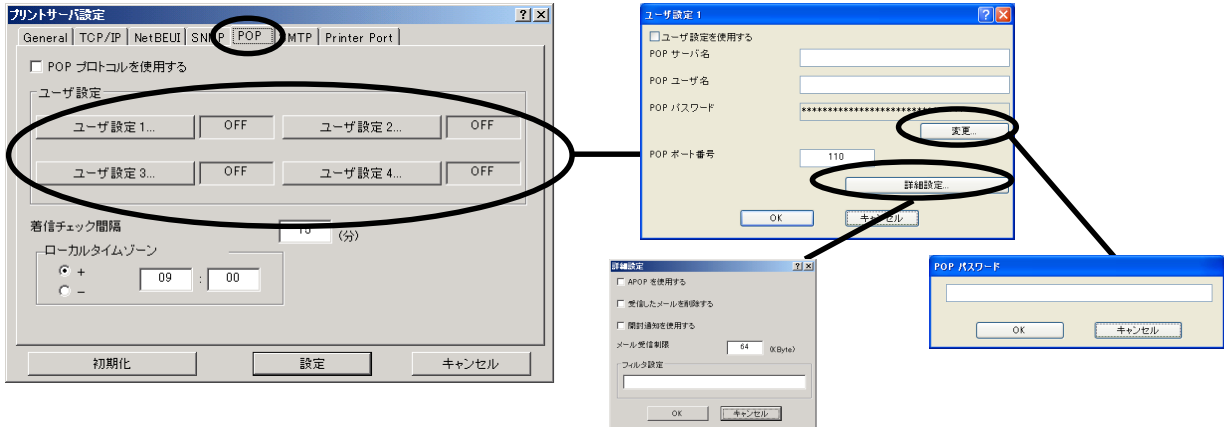 プリントサーバ設定
General TCP/IP NetBEUI SNMP POP SMTP Printer Port
POP プロトコルを使用する
ユーザ設定
ユーザ設定 1... OFF ユーザ設定 2... OFF
ユーザ設定 3... OFF ユーザ設定 4... OFF
着信チェック間隔 15 (分)
ローカルタイムゾーン
+ 09 : 00
-
初期化 設定 キャンセル
ユーザ設定 1
ユーザ設定を使用する
POP サーバ名
POP ユーザ名
POP パスワード
変更...
POP ポート番号 110
詳細設定...
OK キャンセル
詳細設定
APOP を使用する
受信したメールを削除する
開封通知を使用する
メール受信制限 64 (KByte)
フィルタ設定
OK キャンセル
POP パスワード
OK キャンセル